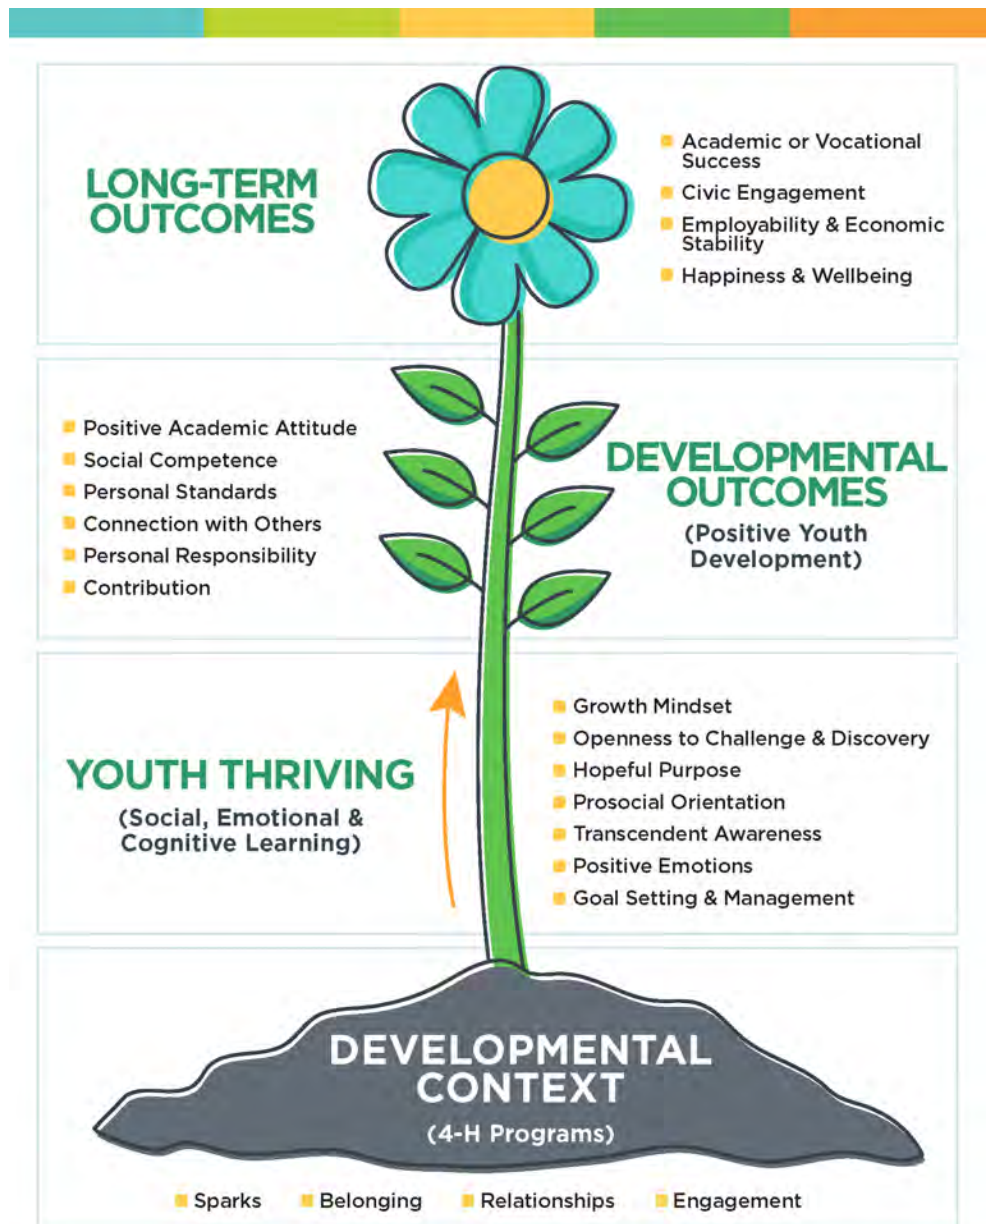 LONG-TERM
OUTCOMES
Academic or Vocational
Success
Civic Engagement
Employability & Economic
Stability
Happiness & Wellbeing
Positive Academic Attitude
Social Competence
Personal Standards
Connection with Others
Personal Responsibility
Contribution
DEVELOPMENTAL
OUTCOMES
(Positive Youth
Development)
YOUTH THRIVING
(Social, Emotional &
Cognitive Learning)
Growth Mindset
Openness to Challenge & Discovery
Hopeful Purpose
Prosocial Orientation
Transcendent Awareness
Positive Emotions
Goal Setting & Management
DEVELOPMENTAL
CONTEXT
(4-H Programs)
Sparks Belonging Relationships Engagement